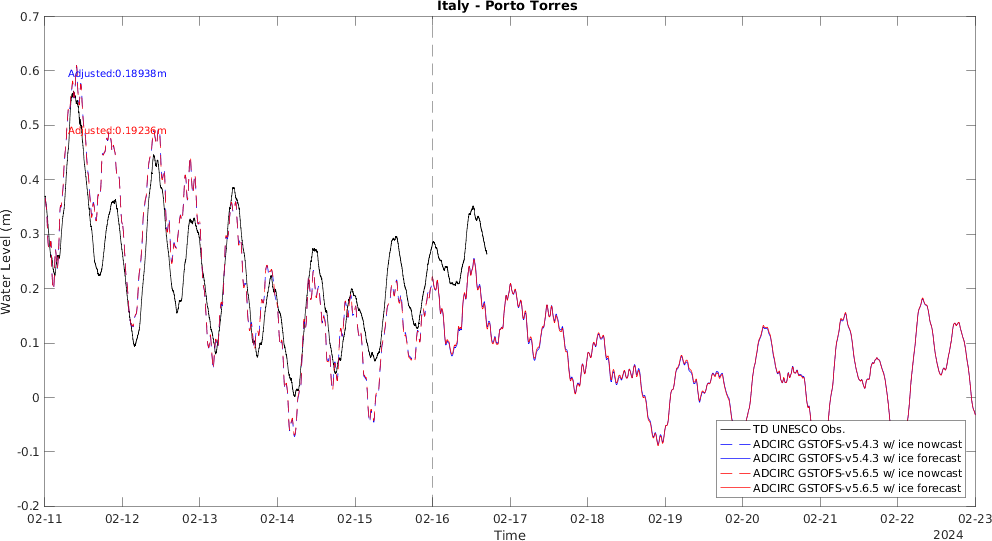 Italy - Porto Torres
Water Level (m)
0.7
0.6
0.5
0.4
0.3
0.2
0.1
0
-0.1
-0.2
Adjusted:0.18938m
Adjusted:0.19236m
TD UNESCO Obs.
ADCIRC GSTOFS-v5.4.3 w/ ice nowcast
ADCIRC GSTOFS-v5.4.3 w/ ice forecast
ADCIRC GSTOFS-v5.6.5 w/ ice nowcast
ADCIRC GSTOFS-v5.6.5 w/ ice forecast
02-11 02-12 02-13 02-14 02-15 02-16 02-17 02-18 02-19 02-20 02-21 02-22 02-23
Time
2024